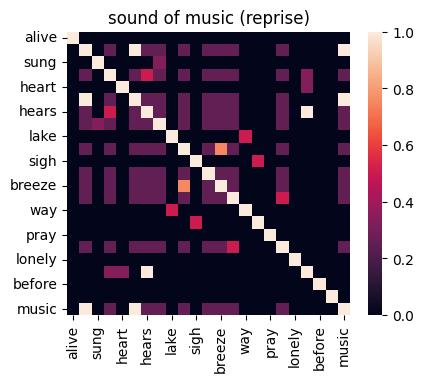 sound of music (reprise)
alive
sung
heart
hears
lake
sigh
breeze
way
pray
lonely
before
music
1.0
0.8
0.6
0.4
0.2
0.0
alive
sung
heart
hears
lake
sigh
breeze
way
pray
lonely
before
music